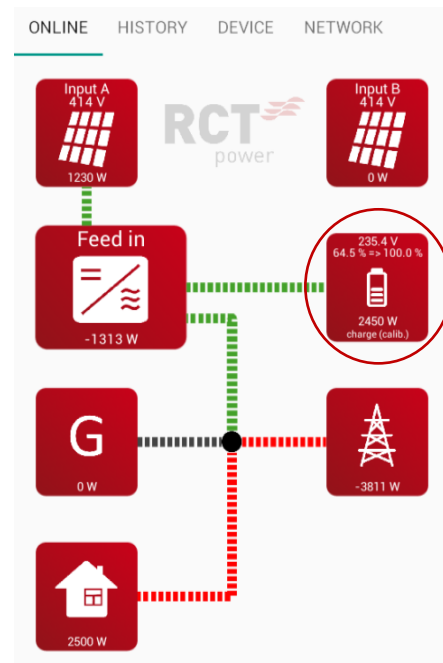 ONLINE HISTORY DEVICE NETWORK
Input A
414 V
1230 W
RCT
power
Input B
414 V
0 W
Feed in
-1313 W
235.4 V
64.5 % => 100.0 %
2450 W
charge (calib.)
G
0 W
-3811 W
2500 W